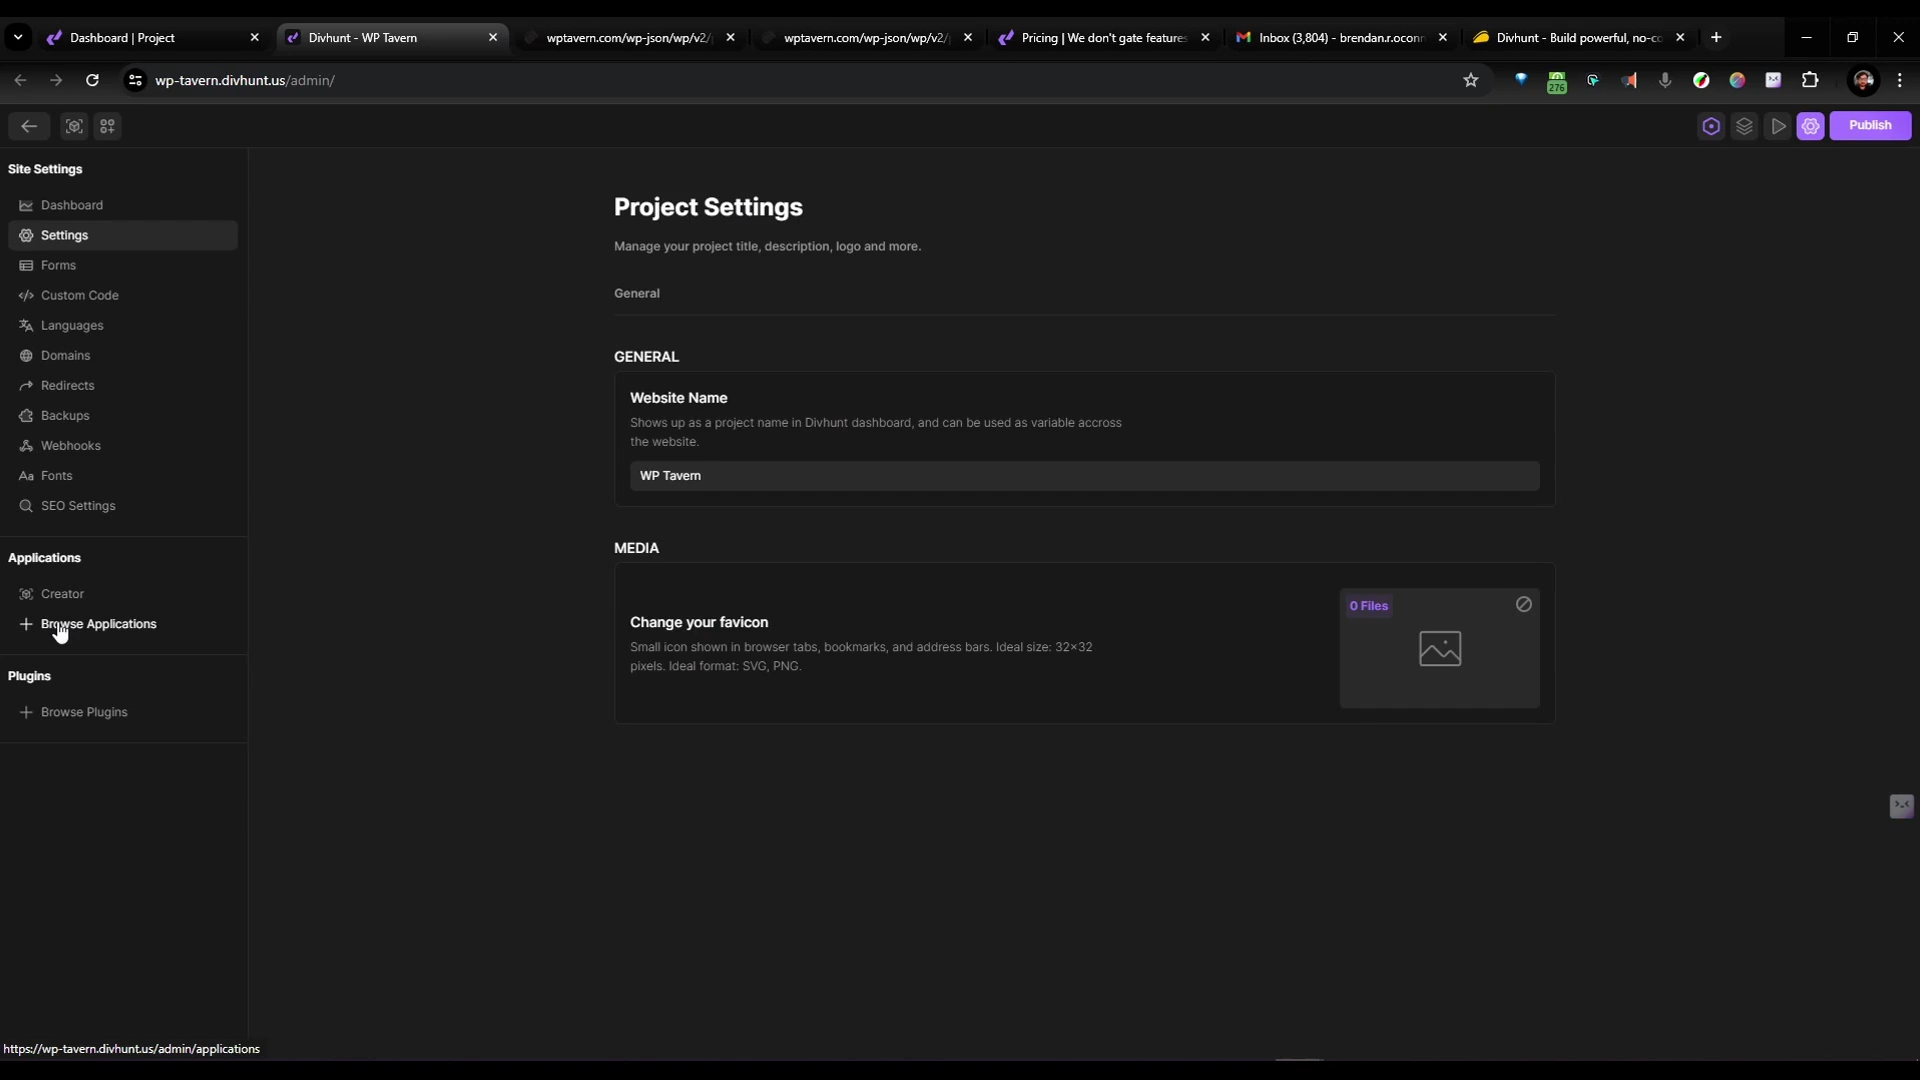 Dashboard | Project
Divhunt - WP Tavern
wptavern.com/wp-json/wp/v2/
wptavern.com/wp-json/wp/v2/
Pricing | We don't gate features
Inbox (3,804) - brendan.r.oconn
Divhunt - Build powerful, no-co
wp-tavern.divhunt.us/admin/
276
Publish
Site Settings
Dashboard
Settings
Forms
Custom Code
Languages
Domains
Redirects
Backups
Webhooks
Aa Fonts
SEO Settings
Applications
Creator
Browse Applications
Plugins
Browse Plugins
Project Settings
Manage your project title, description, logo and more.
General
GENERAL
Website Name
Shows up as a project name in Divhunt dashboard, and can be used as variable accross
the website.
WP Tavern
MEDIA
Change your favicon
Small icon shown in browser tabs, bookmarks, and address bars. Ideal size: 32×32
pixels. Ideal format: SVG, PNG.
0 Files
https://wp-tavern.divhunt.us/admin/applications